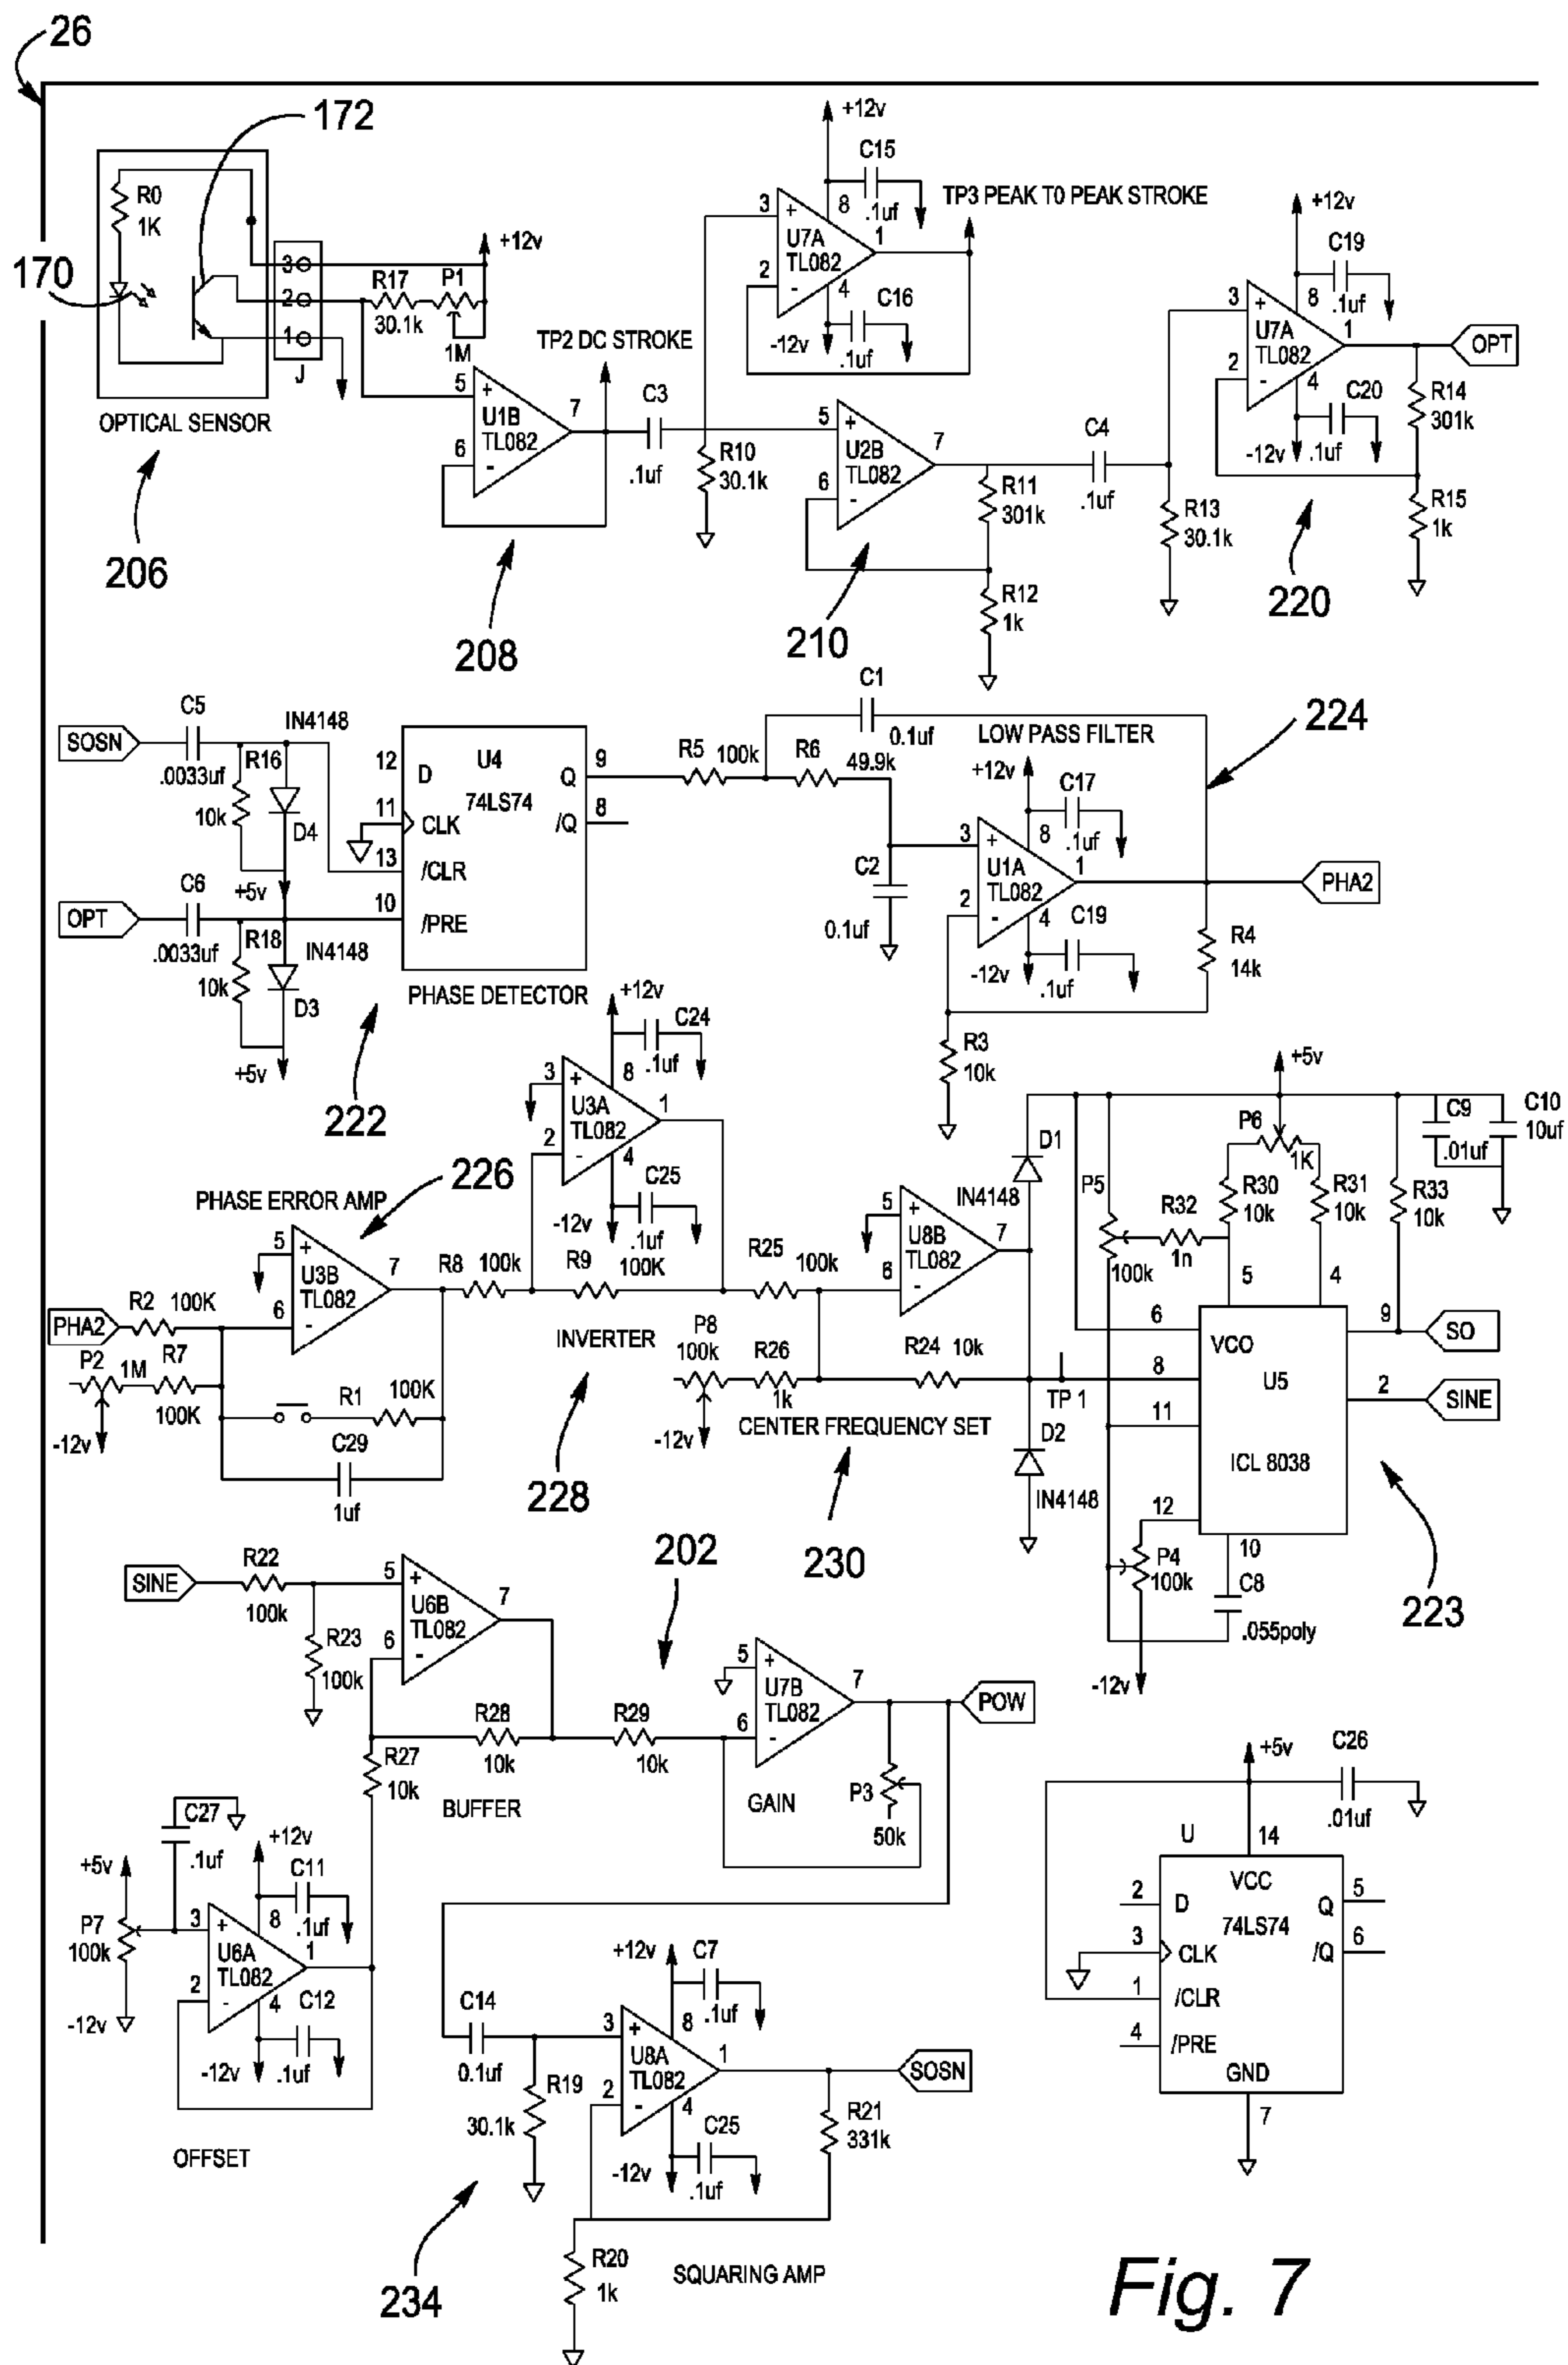 26
172
R0
1K
170
3
2
1
J
OPTICAL SENSOR
206
R17
30.1k
P1
1M
+12v
TP2 DC STROKE
5
+
U1B
TL082
6
-
7
208
C3
.1uf
R10
30.1k
+12v
C15
.1uf
8
3
+
U7A
TL082
2
-
1
4
C16
.1uf
-12v
TP3 PEAK TO PEAK STROKE
5
+
U2B
TL082
6
-
7
210
R11
301k
R12
1k
C4
.1uf
R13
30.1k
+12v
C19
.1uf
8
3
+
U7A
TL082
2
-
1
4
C20
.1uf
-12v
OPT
R14
301k
R15
1k
220
SOSN
C5
.0033uf
R16
10k
IN4148
D4
+5v
OPT
C6
.0033uf
R18
10k
IN4148
D3
+5v
12
D
U4
74LS74
11
CLK
13
/CLR
10
/PRE
Q
9
/Q
8
PHASE DETECTOR
222
R5
100k
R6
49.9k
C1
0.1uf
C2
0.1uf
LOW PASS FILTER
224
+12v
C17
.1uf
8
3
+
U1A
TL082
2
-
1
4
C19
.1uf
-12v
PHA2
R4
14k
R3
10k
+12v
C24
.1uf
8
3
+
U3A
TL082
2
-
1
4
C25
.1uf
-12v
PHASE ERROR AMP
226
5
+
U3B
TL082
6
-
7
PHA2
R2
100K
P2
1M
R7
100K
-12v
R1
100K
C29
1uf
R8
100k
R9
100K
INVERTER
228
R25
100k
P8
100k
R26
1k
-12v
CENTER FREQUENCY SET
230
5
+
U8B
TL082
6
-
7
R24
10k
D1
IN4148
TP 1
D2
IN4148
+5v
P6
1K
P5
100k
R32
1n
R30
10k
R31
10k
R33
10k
C9
.01uf
C10
10uf
5
4
6
VCO
8
U5
11
ICL 8038
12
10
9
SO
2
SINE
P4
100k
C8
.055poly
-12v
223
SINE
R22
100k
R23
100k
5
+
U6B
TL082
6
-
7
202
R28
10k
R29
10k
R27
10k
BUFFER
5
+
U7B
TL082
6
-
7
POW
P3
50k
GAIN
C27
.1uf
+5v
P7
100k
-12v
+12v
C11
.1uf
8
3
+
U6A
TL082
2
-
1
4
C12
.1uf
-12v
OFFSET
C14
0.1uf
R19
30.1k
234
+12v
C7
.1uf
8
3
+
U8A
TL082
2
-
1
4
C25
.1uf
-12v
SOSN
R21
331k
R20
1k
SQUARING AMP
+5v
C26
.01uf
U
14
VCC
2
D
74LS74
3
CLK
1
/CLR
4
/PRE
GND
7
Q
5
/Q
6
Fig. 7